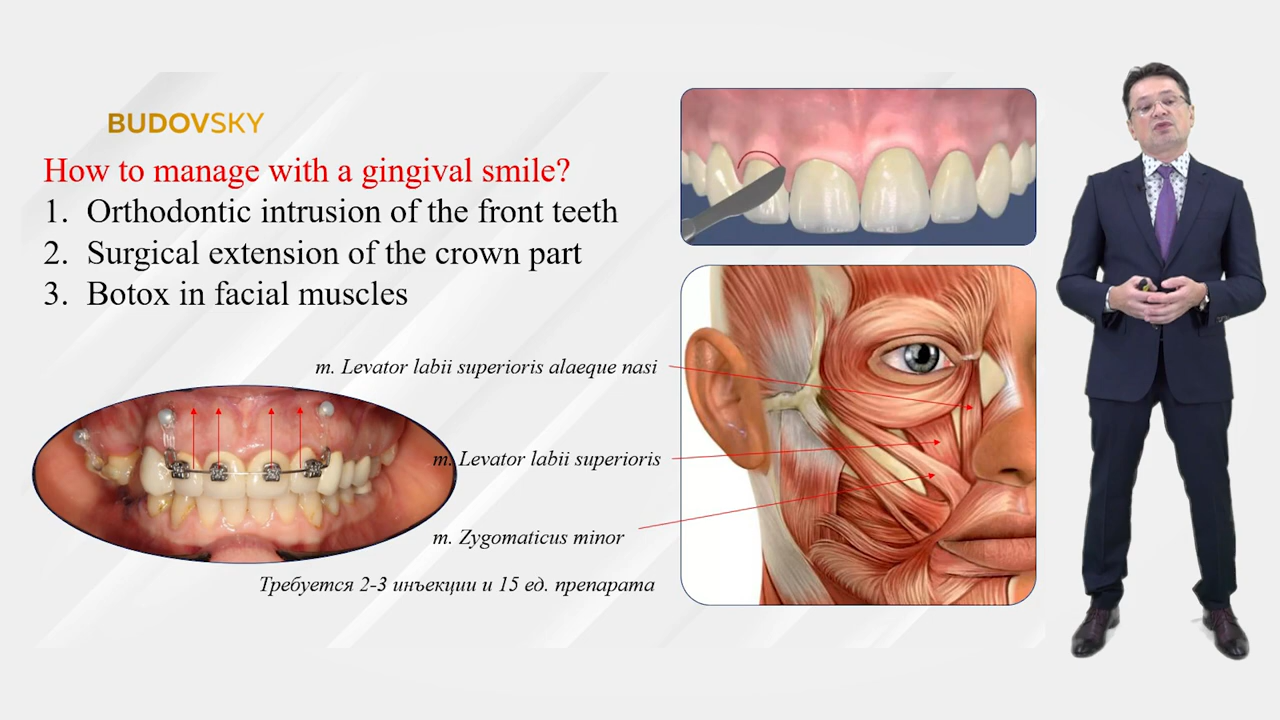 BUDOVSKY
How to manage with a gingival smile?
1. Orthodontic intrusion of the front teeth
2. Surgical extension of the crown part
3. Botox in facial muscles
m. Levator labii superioris alaeque nasi
m. Levator labii superioris
m. Zygomaticus minor
Требуется 2-3 инъекции и 15 ед. препарата